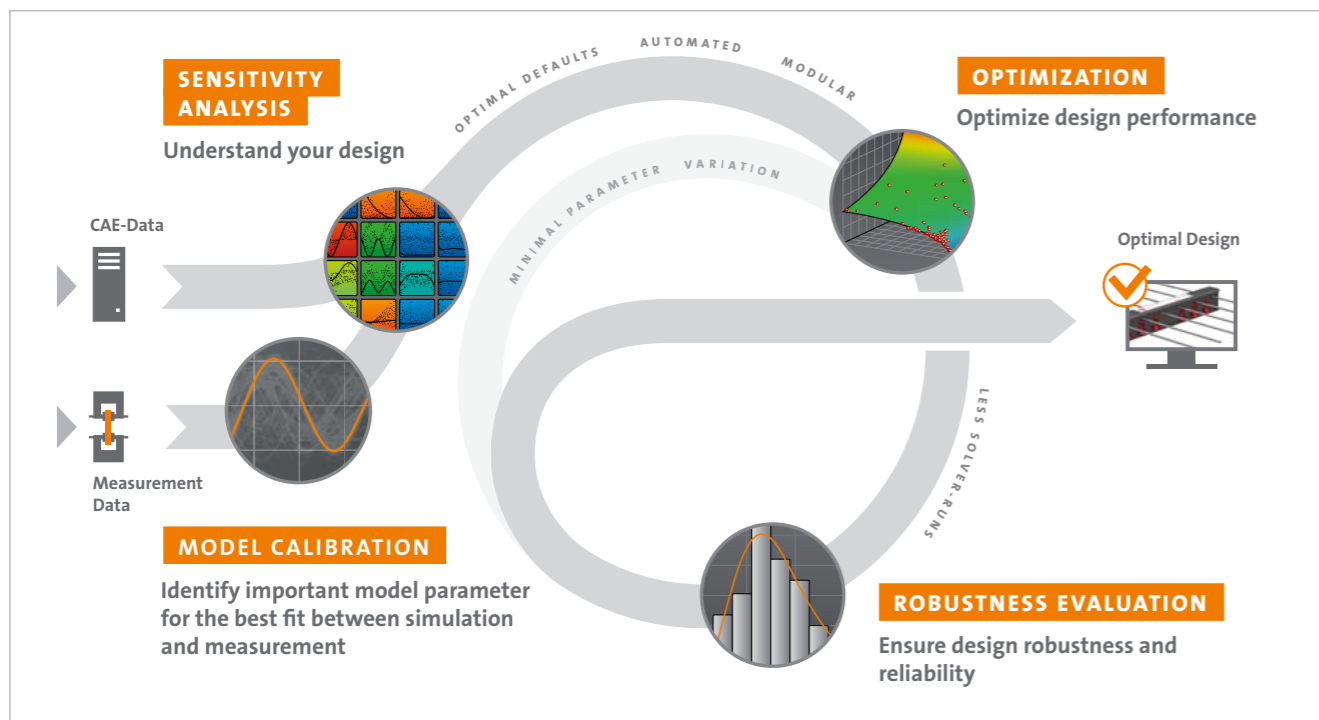 SENSITIVITY
ANALYSIS
Understand your design
OPTIMAL DEFAULTS AUTOMATED MODULAR
OPTIMIZATION
Optimize design performance
MINIMAL PARAMETER VARIATION
CAE-Data
Optimal Design
Measurement
Data
LESS SOLVER-RUNS
MODEL CALIBRATION
Identify important model parameter
for the best fit between simulation
and measurement
ROBUSTNESS EVALUATION
Ensure design robustness and
reliability